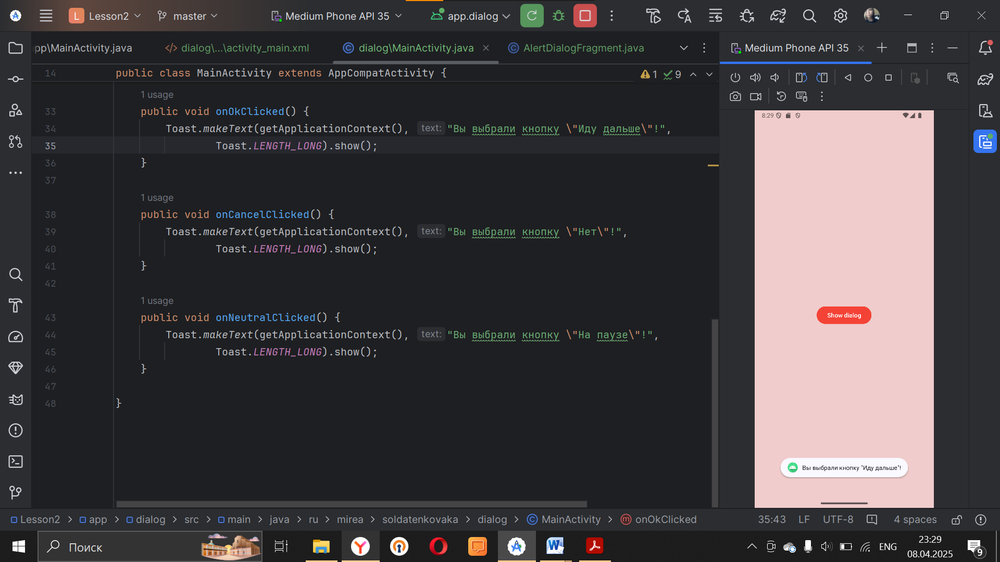 L Lesson2 master Medium Phone API 35 app.dialog
pp\MainActivity.java dialog\...\activity_main.xml dialog\MainActivity.java AlertDialogFragment.java
Medium Phone API 35
14 public class MainActivity extends AppCompatActivity {
1 9
1 usage
33 public void onOkClicked() {
34 Toast.makeText(getApplicationContext(), text: "Вы выбрали кнопку \"Иду дальше\"!",
35 Toast.LENGTH_LONG).show();
36 }
37
1 usage
38 public void onCancelClicked() {
39 Toast.makeText(getApplicationContext(), text: "Вы выбрали кнопку \"Нет\"!",
40 Toast.LENGTH_LONG).show();
41 }
42
1 usage
43 public void onNeutralClicked() {
44 Toast.makeText(getApplicationContext(), text: "Вы выбрали кнопку \"На паузе\"!",
45 Toast.LENGTH_LONG).show();
46 }
47
48 }
8:29
Show dialog
Вы выбрали кнопку "Иду дальше"!
Lesson2 > app > dialog > src > main > java > ru > mirea > soldatenkovaka > dialog > MainActivity > onOkClicked
35:43 LF UTF-8 4 spaces
Поиск
ENG
23:29
08.04.2025
9